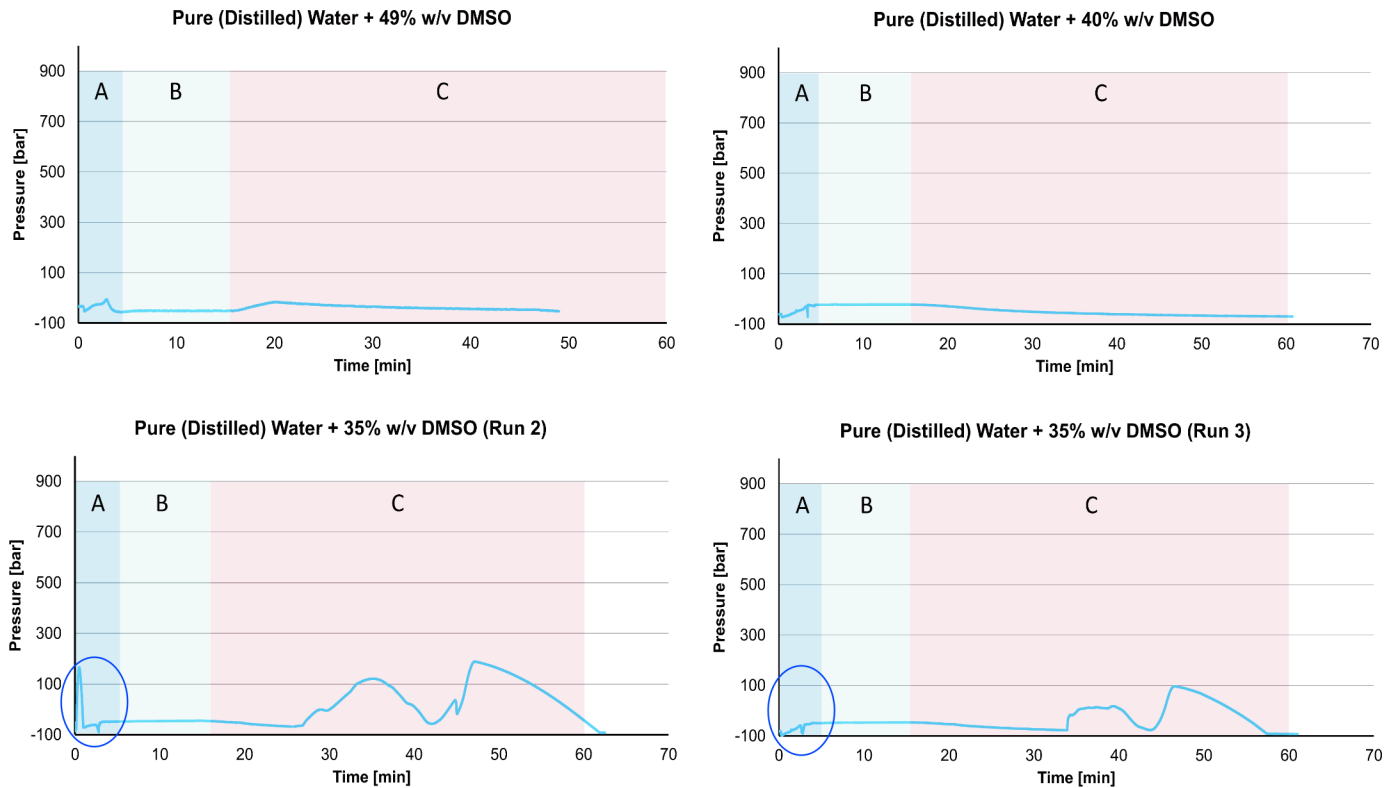 Pure (Distilled) Water + 49% w/v DMSO
900
700
500
300
100
-100
Pressure [bar]
A
B
C
0
10
20
30
40
50
60
Time [min]
Pure (Distilled) Water + 40% w/v DMSO
900
700
500
300
100
-100
Pressure [bar]
A
B
C
0
10
20
30
40
50
60
70
Time [min]
Pure (Distilled) Water + 35% w/v DMSO (Run 2)
900
700
500
300
100
-100
Pressure [bar]
A
B
C
0
10
20
30
40
50
60
70
Time [min]
Pure (Distilled) Water + 35% w/v DMSO (Run 3)
900
700
500
300
100
-100
Pressure [bar]
A
B
C
0
10
20
30
40
50
60
70
Time [min]